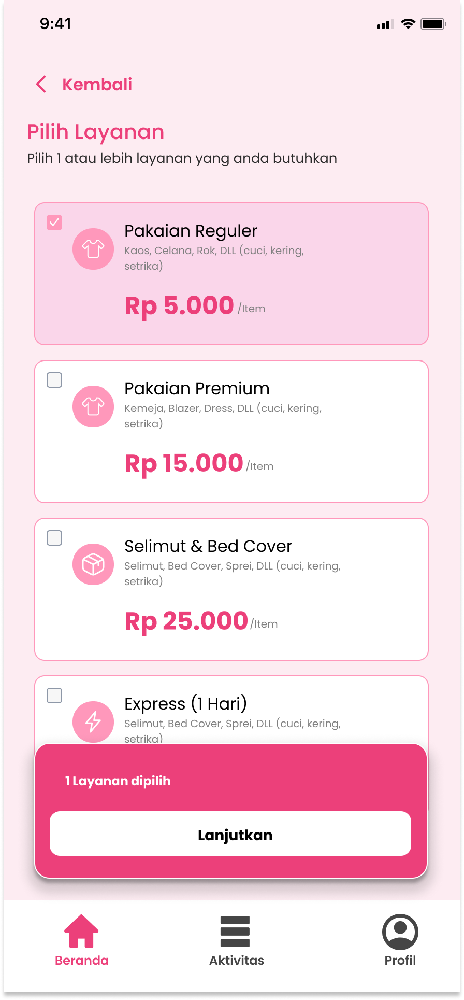 9:41
Kembali
Pilih Layanan
Pilih 1 atau lebih layanan yang anda butuhkan
Pakaian Reguler
Kaos, Celana, Rok, DLL (cuci, kering,
setrika)
Rp 5.000 /Item
Pakaian Premium
Kemeja, Blazer, Dress, DLL (cuci, kering,
setrika)
Rp 15.000 /Item
Selimut & Bed Cover
Selimut, Bed Cover, Sprei, DLL (cuci, kering,
setrika)
Rp 25.000 /Item
Express (1 Hari)
Selimut, Bed Cover, Sprei, DLL (cuci, kering,
setrika)
1 Layanan dipilih
Lanjutkan
Beranda
Aktivitas
Profil